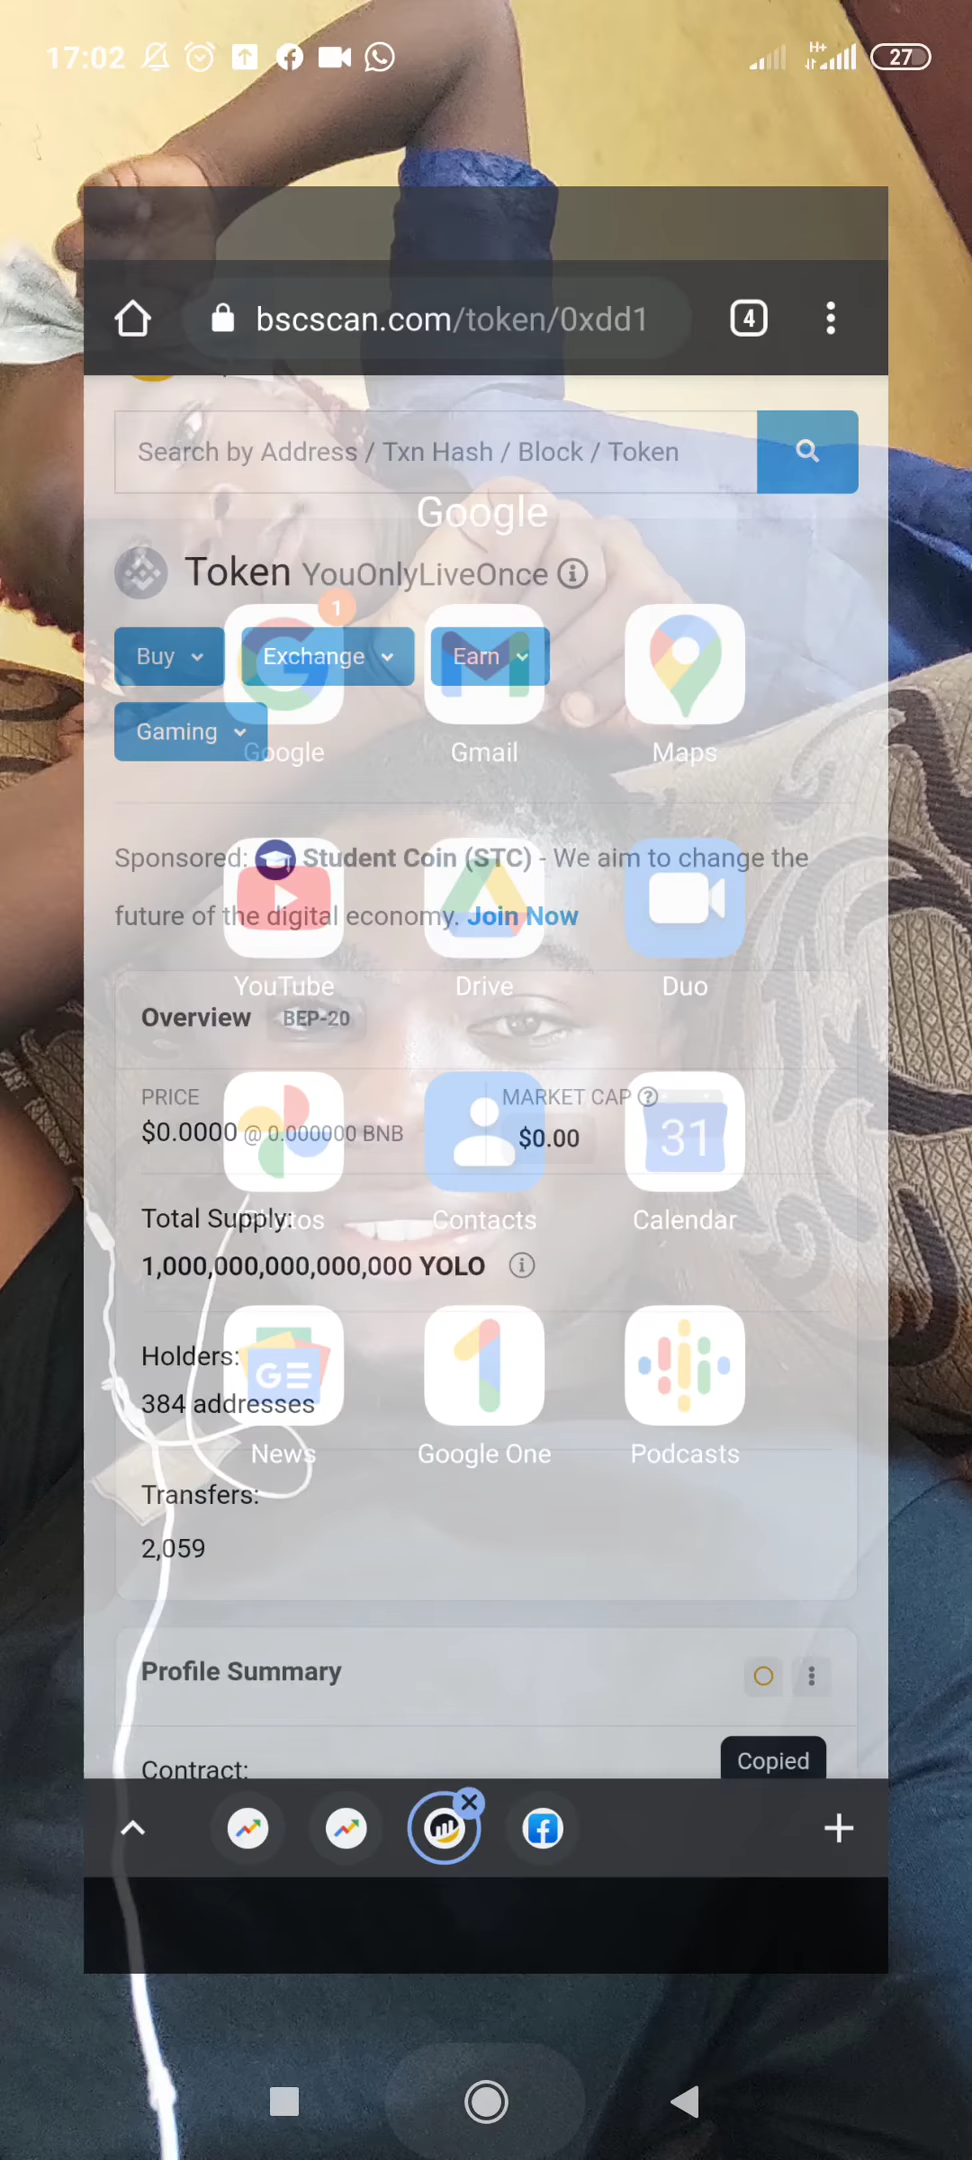 17:02
H+
27
bscscan.com/token/0xdd1
4
Search by Address / Txn Hash / Block / Token
Google
Token YouOnlyLiveOnce
1
Buy
Exchange
Earn
Gaming
Google
Gmail
Maps
Sponsored: Student Coin (STC) - We aim to change the
future of the digital economy. Join Now
YouTube
Drive
Duo
Overview BEP-20
PRICE
MARKET CAP
$0.0000 @ 0.000000 BNB
$0.00
31
Total Supply:
Photos
Contacts
Calendar
1,000,000,000,000,000 YOLO
Holders:
GE
384 addresses
News
Google One
Podcasts
Transfers:
2,059
Profile Summary
Contract:
Copied